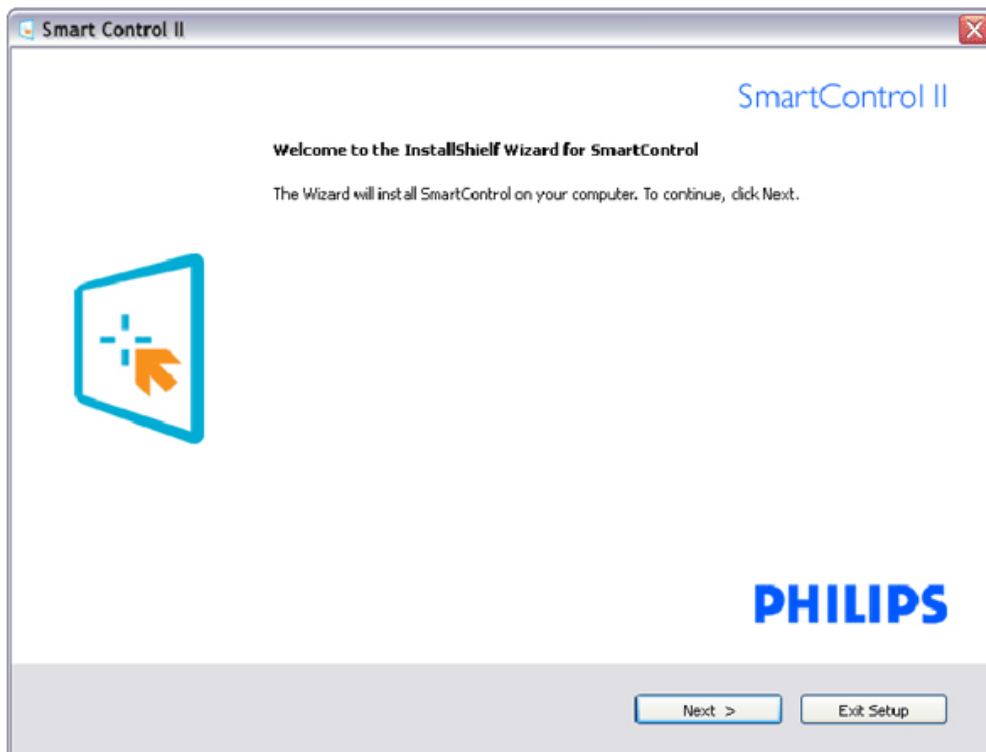 Smart Control II
SmartControl II
Welcome to the InstallShield Wizard for SmartControl
The Wizard will install SmartControl on your computer. To continue, click Next.
PHILIPS
Next >
Exit Setup